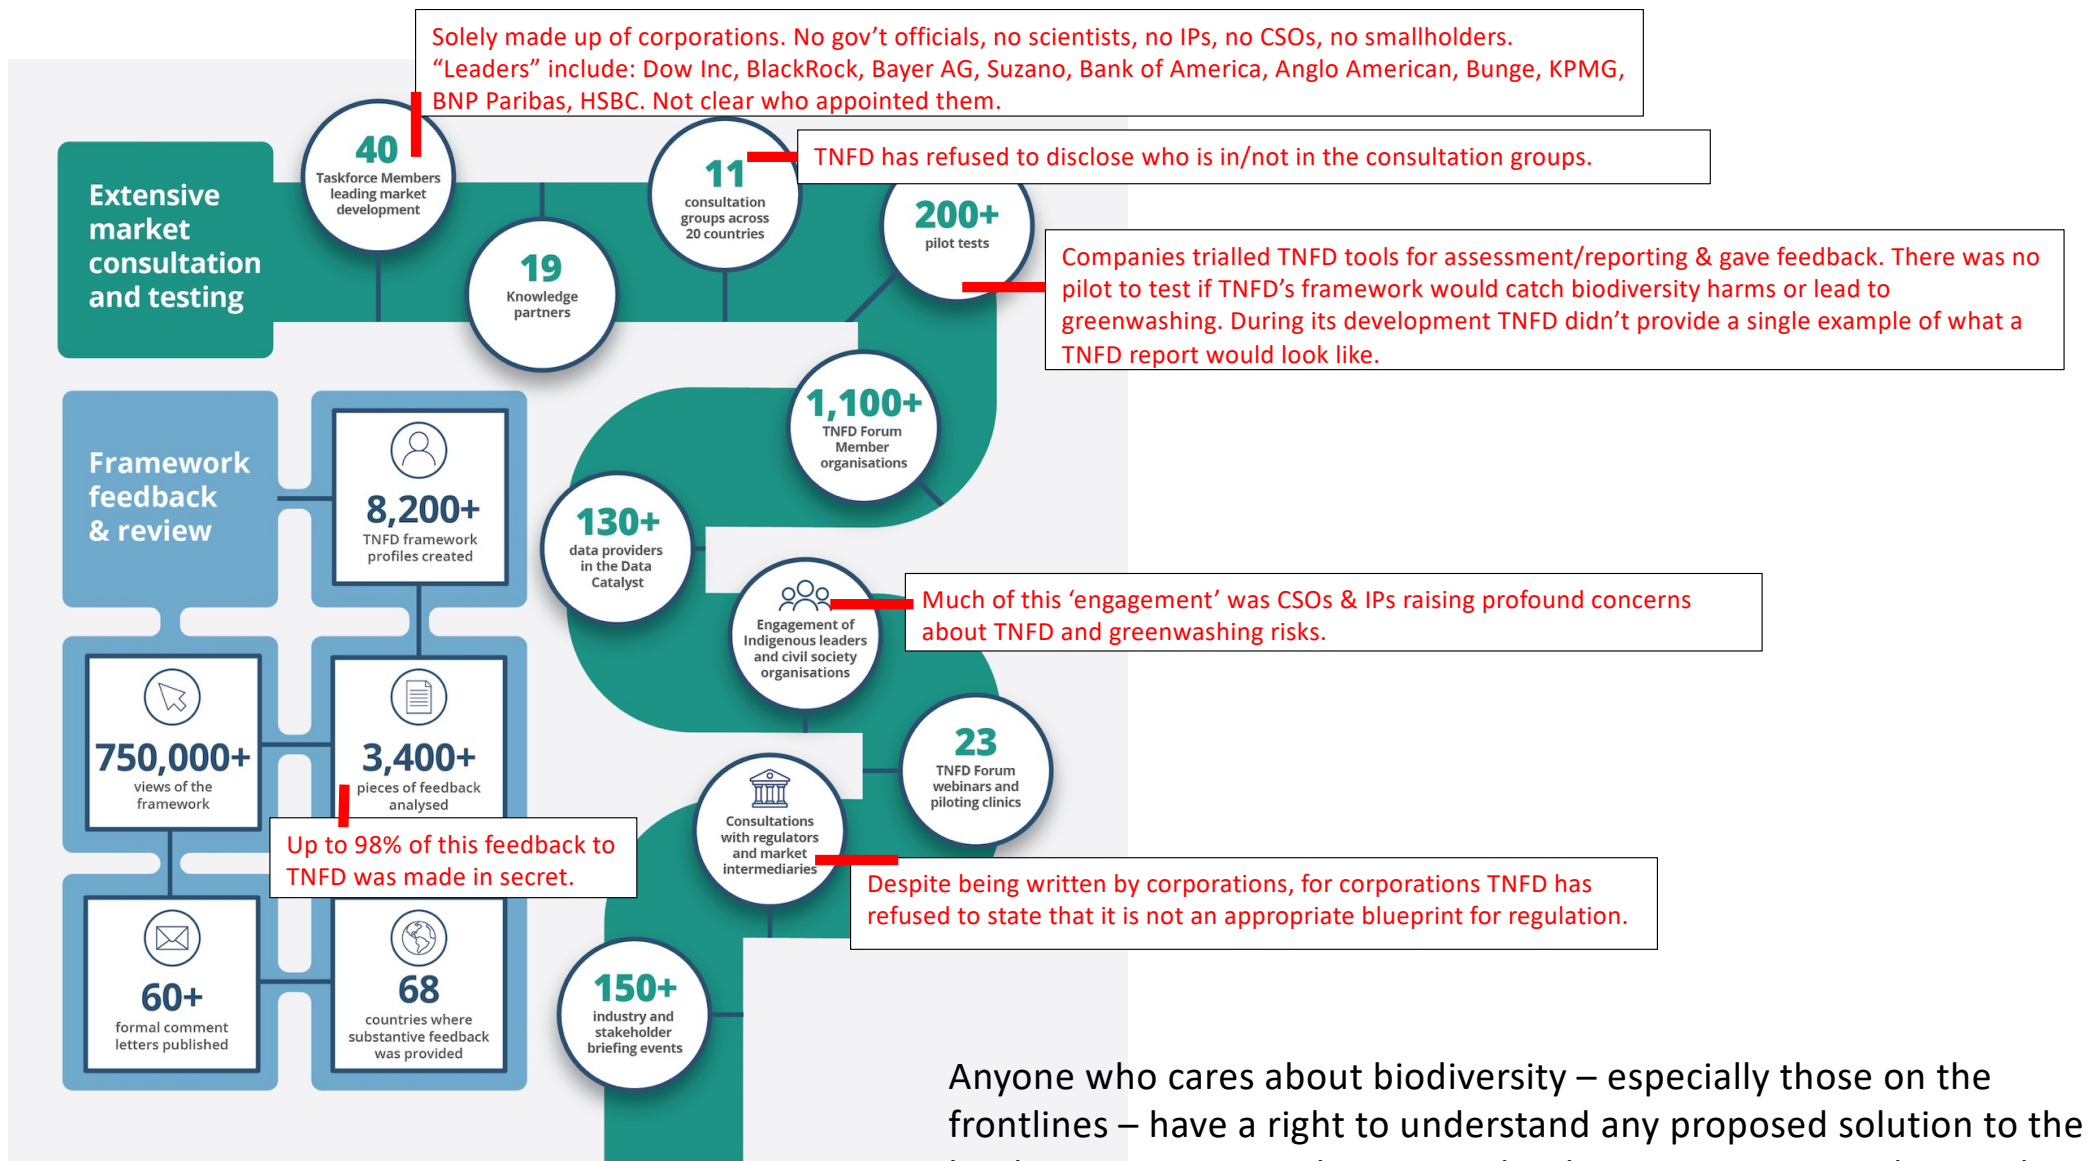 Solely made up of corporations. No gov’t officials, no scientists, no IPs, no CSOs, no smallholders.
“Leaders” include: Dow Inc, BlackRock, Bayer AG, Suzano, Bank of America, Anglo American, Bunge, KPMG,
BNP Paribas, HSBC. Not clear who appointed them.
Extensive
market
consultation
and testing
40
Taskforce Members
leading market
development
19
Knowledge
partners
11
consultation
groups across
20 countries
TNFD has refused to disclose who is in/not in the consultation groups.
200+
pilot tests
Companies trialled TNFD tools for assessment/reporting & gave feedback. There was no
pilot to test if TNFD’s framework would catch biodiversity harms or lead to
greenwashing. During its development TNFD didn’t provide a single example of what a
TNFD report would look like.
1,100+
TNFD Forum
Member
organisations
130+
data providers
in the Data
Catalyst
Engagement of
Indigenous leaders
and civil society
organisations
Much of this ‘engagement’ was CSOs & IPs raising profound concerns
about TNFD and greenwashing risks.
23
TNFD Forum
webinars and
piloting clinics
Consultations
with regulators
and market
intermediaries
Despite being written by corporations, for corporations TNFD has
refused to state that it is not an appropriate blueprint for regulation.
150+
industry and
stakeholder
briefing events
Framework
feedback
& review
8,200+
TNFD framework
profiles created
750,000+
views of the
framework
3,400+
pieces of feedback
analysed
Up to 98% of this feedback to
TNFD was made in secret.
60+
formal comment
letters published
68
countries where
substantive feedback
was provided
Anyone who cares about biodiversity – especially those on the
frontlines – have a right to understand any proposed solution to the